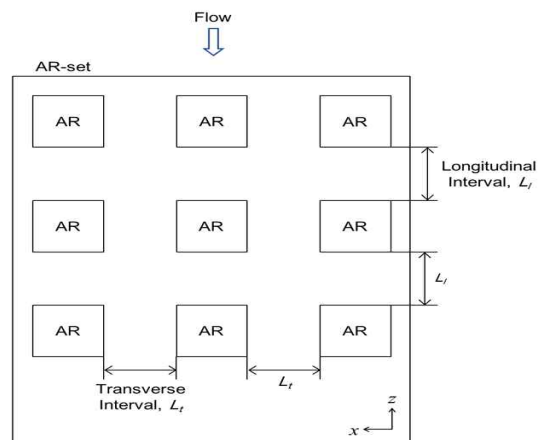 Flow
AR-set
AR AR AR
Longitudinal
Interval, Ll
AR AR AR
Ll
AR AR AR
Lt
Transverse
Interval, Lt
z
x